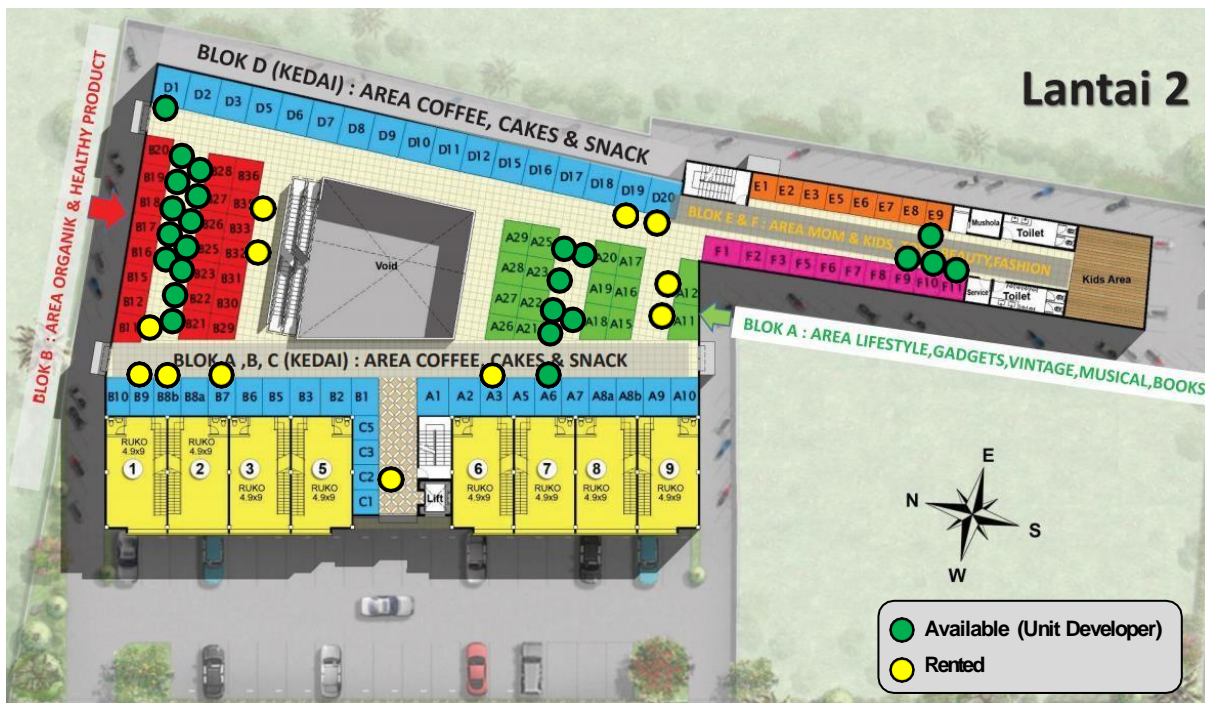 Lantai 2
BLOK D (KEDAI) : AREA COFFEE, CAKES & SNACK
BLOK B : AREA ORGANIK & HEALTHY PRODUCT
D1 D2 D3 D5 D6 D7 D8 D9 D10 D11 D12 D15 D16 D17 D18 D19 D20
E1 E2 E3 E5 E6 E7 E8 E9
Mushola
Toilet
BLOK E & F : AREA MOM & KIDS, BEAUTY,FASHION
Kids Area
F1 F2 F3 F5 F6 F7 F8 F9 F10 F11
Service
Toilet
B20 B28 B36
B19 27
B18 B26 B33
B17 B25 B32
B16 B23 B31
B15 B22 B30
B12 B21 B29
B11
Void
A29 A25 A20 A17
A28 A23 A19 A16
A27 A22 A18 A15
A26 A21
A12
A11
BLOK A : AREA LIFESTYLE,GADGETS,VINTAGE,MUSICAL,BOOKS
BLOK A ,B, C (KEDAI) : AREA COFFEE, CAKES & SNACK
B10 B9 B8b B8a B7 B6 B5 B3 B2 B1
A1 A2 A3 A5 A6 A7 A8a A8b A9 A10
C5
C3
C2
C1
Lift
RUKO
4.9x9
1
RUKO
4.9x9
2
3
RUKO
4.9x9
5
RUKO
4.9x9
6
RUKO
4.9x9
7
RUKO
4.9x9
8
RUKO
4.9x9
9
RUKO
4.9x9
E
N
S
W
Available (Unit Developer)
Rented